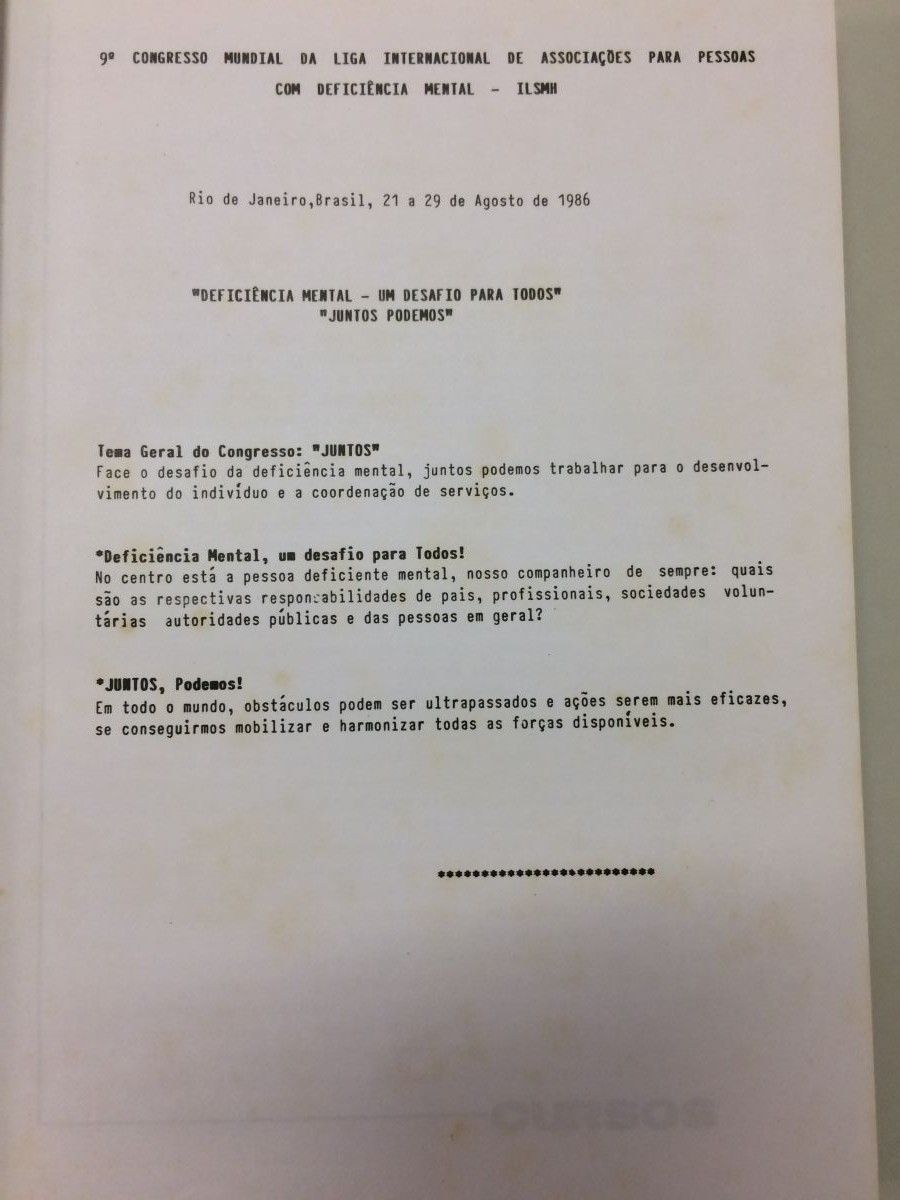 9º CONGRESSO MUNDIAL DA LIGA INTERNACIONAL DE ASSOCIAÇÕES PARA PESSOAS
COM DEFICIÊNCIA MENTAL - ILSMH
Rio de Janeiro,Brasil, 21 a 29 de Agosto de 1986
"DEFICIÊNCIA MENTAL - UM DESAFIO PARA TODOS"
"JUNTOS PODEMOS"
Tema Geral do Congresso: "JUNTOS"
Face o desafio da deficiência mental, juntos podemos trabalhar para o desenvol-
vimento do indivíduo e a coordenação de serviços.
*Deficiência Mental, um desafio para Todos!
No centro está a pessoa deficiente mental, nosso companheiro de sempre: quais
são as respectivas responsabilidades de pais, profissionais, sociedades volun-
tárias autoridades públicas e das pessoas em geral?
*JUNTOS, Podemos!
Em todo o mundo, obstáculos podem ser ultrapassados e ações serem mais eficazes,
se conseguirmos mobilizar e harmonizar todas as forças disponíveis.
*************************
CURSOS